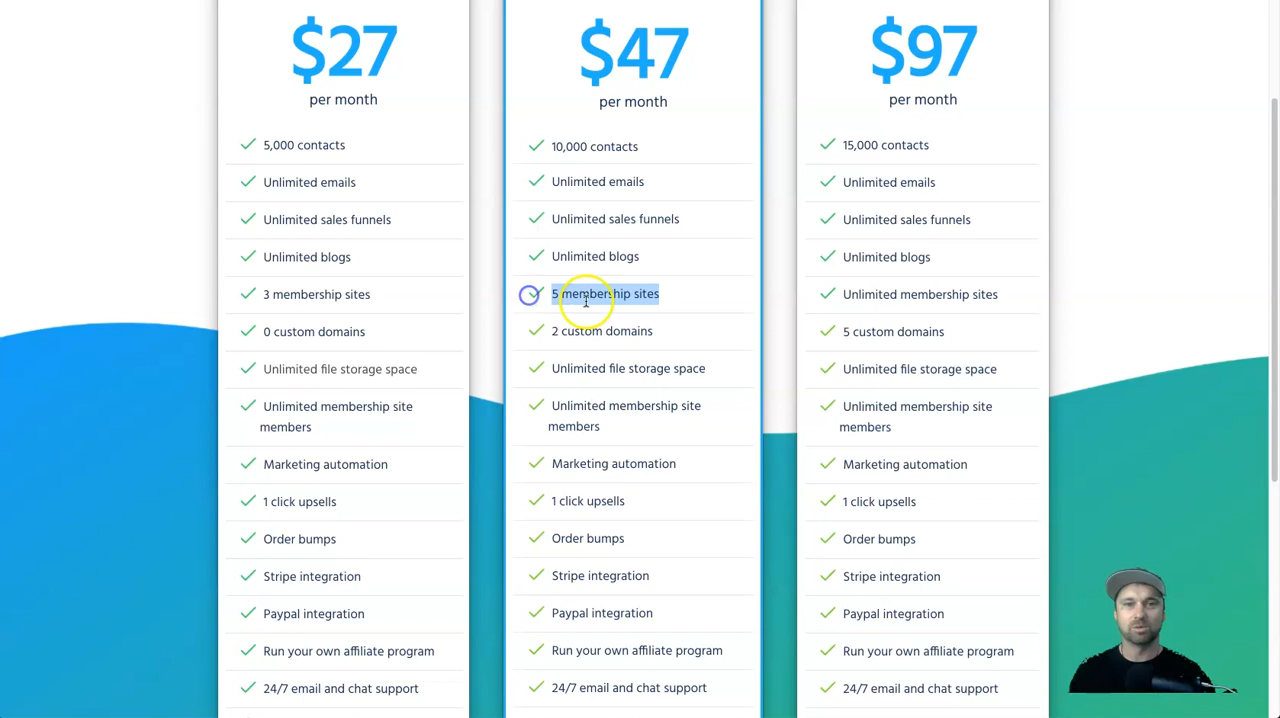 $27
per month
5,000 contacts
Unlimited emails
Unlimited sales funnels
Unlimited blogs
3 membership sites
0 custom domains
Unlimited file storage space
Unlimited membership site
members
Marketing automation
1 click upsells
Order bumps
Stripe integration
Paypal integration
Run your own affiliate program
24/7 email and chat support
$47
per month
10,000 contacts
Unlimited emails
Unlimited sales funnels
Unlimited blogs
5 membership sites
2 custom domains
Unlimited file storage space
Unlimited membership site
members
Marketing automation
1 click upsells
Order bumps
Stripe integration
Paypal integration
Run your own affiliate program
24/7 email and chat support
$97
per month
15,000 contacts
Unlimited emails
Unlimited sales funnels
Unlimited blogs
Unlimited membership sites
5 custom domains
Unlimited file storage space
Unlimited membership site
members
Marketing automation
1 click upsells
Order bumps
Stripe integration
Paypal integration
Run your own affiliate program
24/7 email and chat support